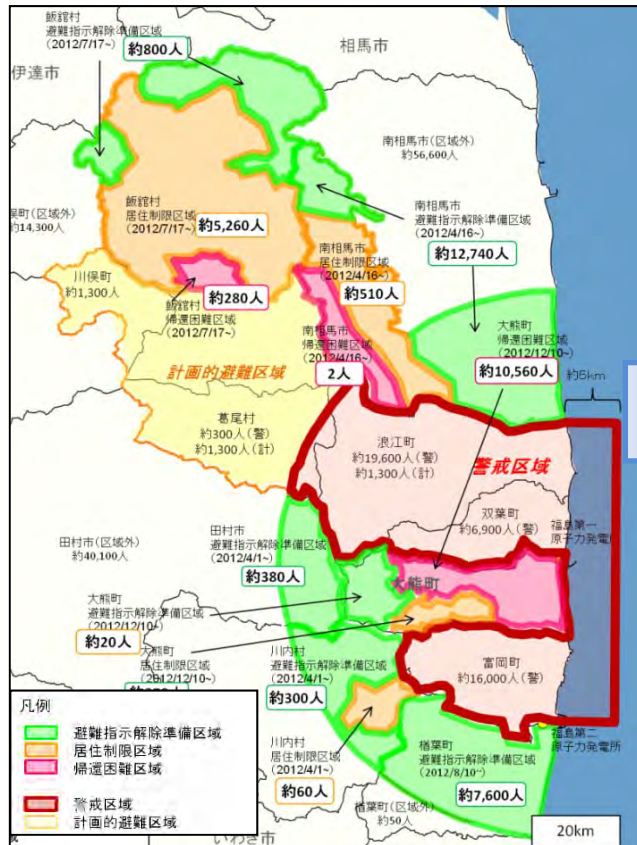 飯舘村
避難指示解除準備区域
(2012/7/17~)
約800人
伊達市
相馬市
南相馬市(区域外)
約56,600人
飯舘村
居住制限区域
(2012/7/17~)
約5,260人
南相馬市
避難指示解除準備区域
(2012/4/16~)
約12,740人
俣町(区域外)
約14,300人
南相馬市
居住制限区域
(2012/4/16~)
約510人
川俣町
約1,300人
約280人
飯舘村
帰還困難区域
(2012/7/17~)
南相馬市
帰還困難区域
(2012/4/16~)
2人
大熊町
帰還困難区域
(2012/12/10~)
約10,560人
約5km
計画的避難区域
葛尾村
約300人(警)
約1,300人(計)
浪江町
約19,600人(警)
約1,300人(計)
警戒区域
双葉町
約6,900人(警)
福島第一
原子力発電所
田村市(区域外)
約40,100人
田村市
避難指示解除準備区域
(2012/4/1~)
約380人
大熊町
大熊町
避難指示解除準備区域
(2012/12/10~)
約20人
大熊町
居住制限区域
(2012/12/10~)
川内村
避難指示解除準備区域
(2012/4/1~)
約300人
富岡町
約16,000人(警)
川内村
居住制限区域
(2012/4/1~)
約60人
楢葉町
避難指示解除準備区域
(2012/8/10~)
約7,600人
福島第二
原子力発電所
楢葉町(区域外)
約50人
いわき市
凡例
避難指示解除準備区域
居住制限区域
帰還困難区域
警戒区域
計画的避難区域
20km